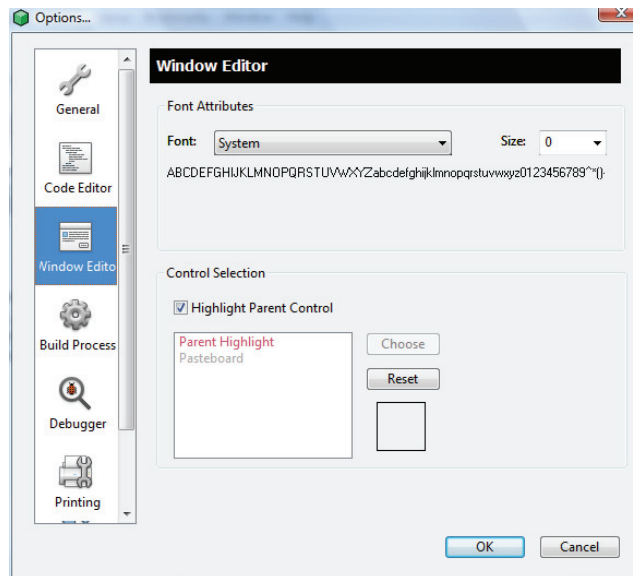 Options...
General
Code Editor
Window Edito
Build Process
Debugger
Printing
Window Editor
Font Attributes
Font: System Size: 0
ABCDEFGHIJKLMNOPQRSTUVWXYZabcdefghijklmnopqrstuvwxyz0123456789^*()
Control Selection
Highlight Parent Control
Parent Highlight
Pasteboard
Choose
Reset
OK Cancel